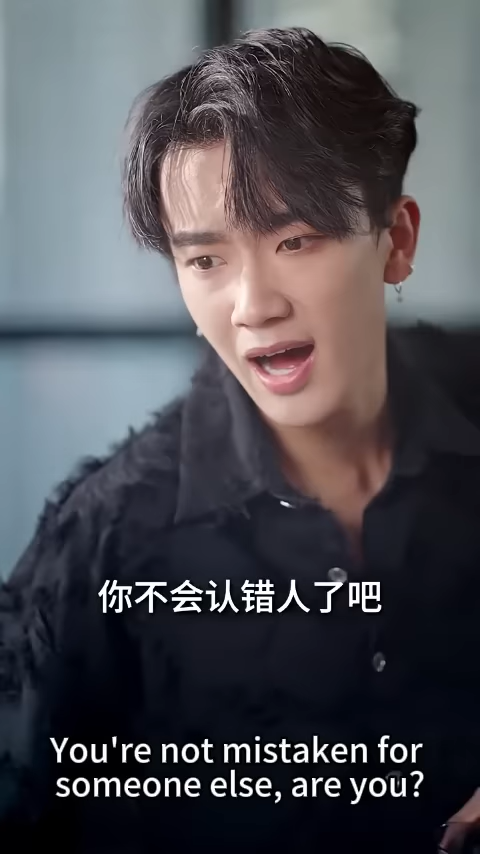 你不会认错人了吧
You're not mistaken for
someone else, are you?